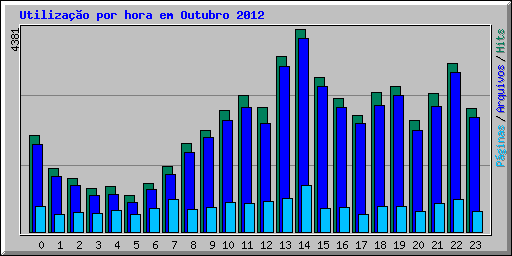 Utilização por hora em Outubro 2012
4381
Páginas / Arquivos / Hits
0 1 2 3 4 5 6 7 8 9 10 11 12 13 14 15 16 17 18 19 20 21 22 23